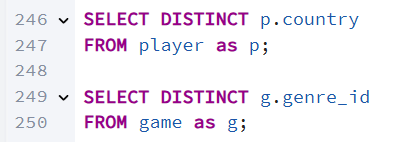 246 SELECT DISTINCT p.country
247 FROM player as p;
248
249 SELECT DISTINCT g.genre_id
250 FROM game as g;